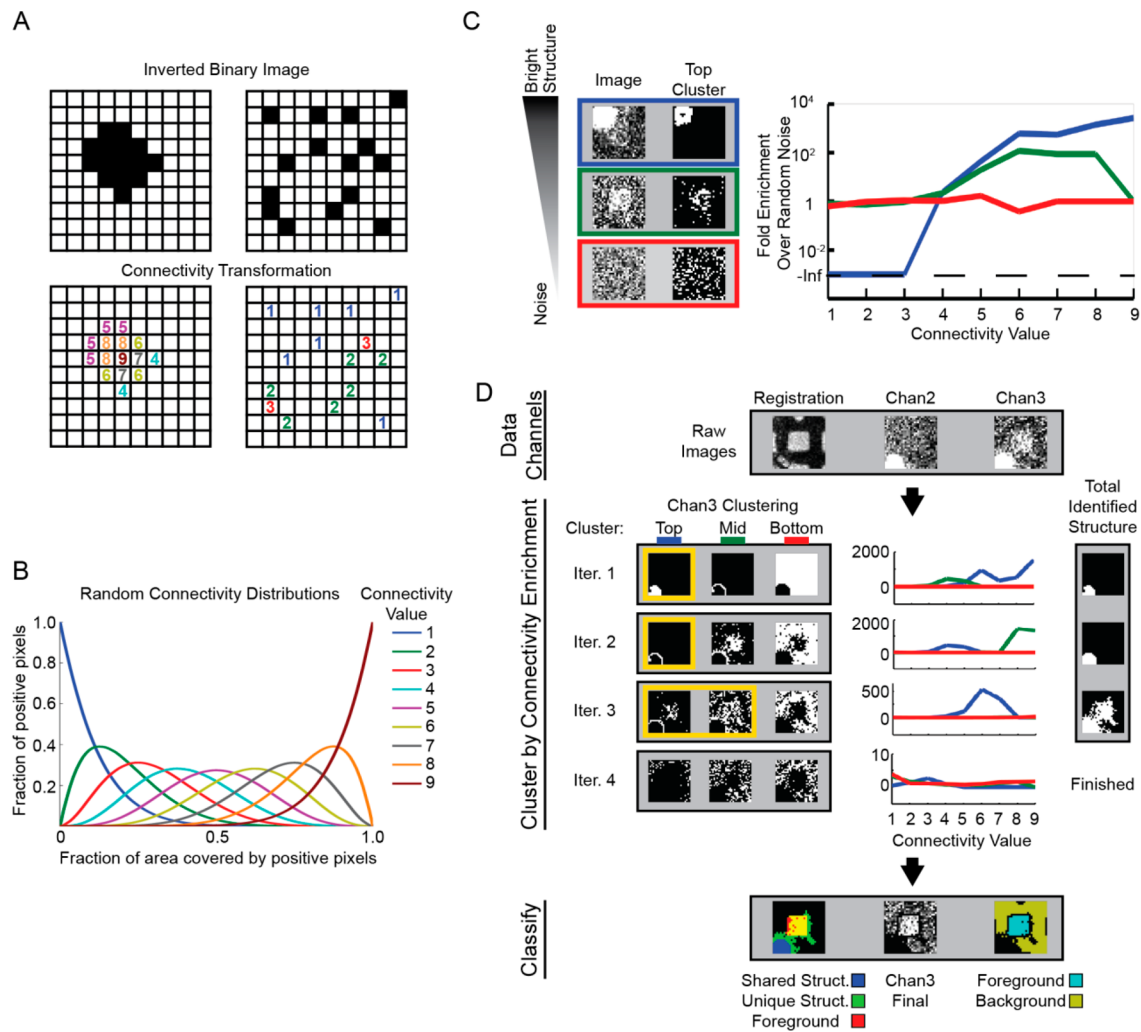 A
Inverted Binary Image
Connectivity Transformation
1
5 5
1 1 1
5 8 8 6
1 3
5 8 9 7 4
1 2 2
6 7 6
4
2 2
3 2
2 1
B
Random Connectivity Distributions
Connectivity
Value
1
2
3
4
5
6
7
8
9
Fraction of positive pixels
1.0
0.8
0.6
0.4
0.2
0 0.5 1.0
Fraction of area covered by positive pixels
C
Bright
Structure
Noise
Image
Top
Cluster
Fold Enrichment
Over Random Noise
10^4
10^2
1
10^-2
-Inf
1 2 3 4 5 6 7 8 9
Connectivity Value
D
Data
Channels
Registration Chan2 Chan3
Raw
Images
Cluster by Connectivity Enrichment
Chan3 Clustering
Cluster: Top Mid Bottom
Total
Identified
Structure
Iter. 1
2000
0
Iter. 2
2000
0
Iter. 3
500
0
Iter. 4
10
0
Finished
1 2 3 4 5 6 7 8 9
Connectivity Value
Classify
Shared Struct.
Unique Struct.
Foreground
Chan3
Final
Foreground
Background